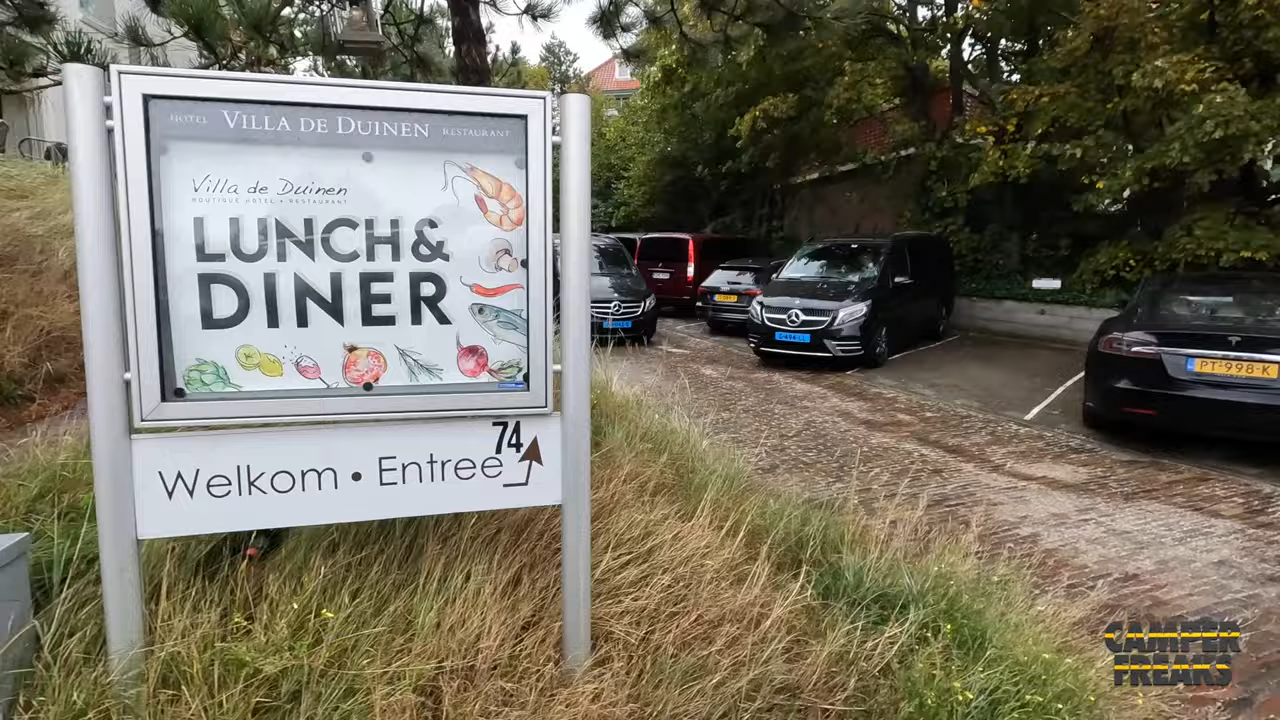 HOTEL VILLA DE DUINEN RESTAURANT
Villa de Duinen
BOUTIQUE HOTEL • RESTAURANT
LUNCH&
DINER
74
Welkom • Entree
PT-998-K
CAMPER
FREAKS